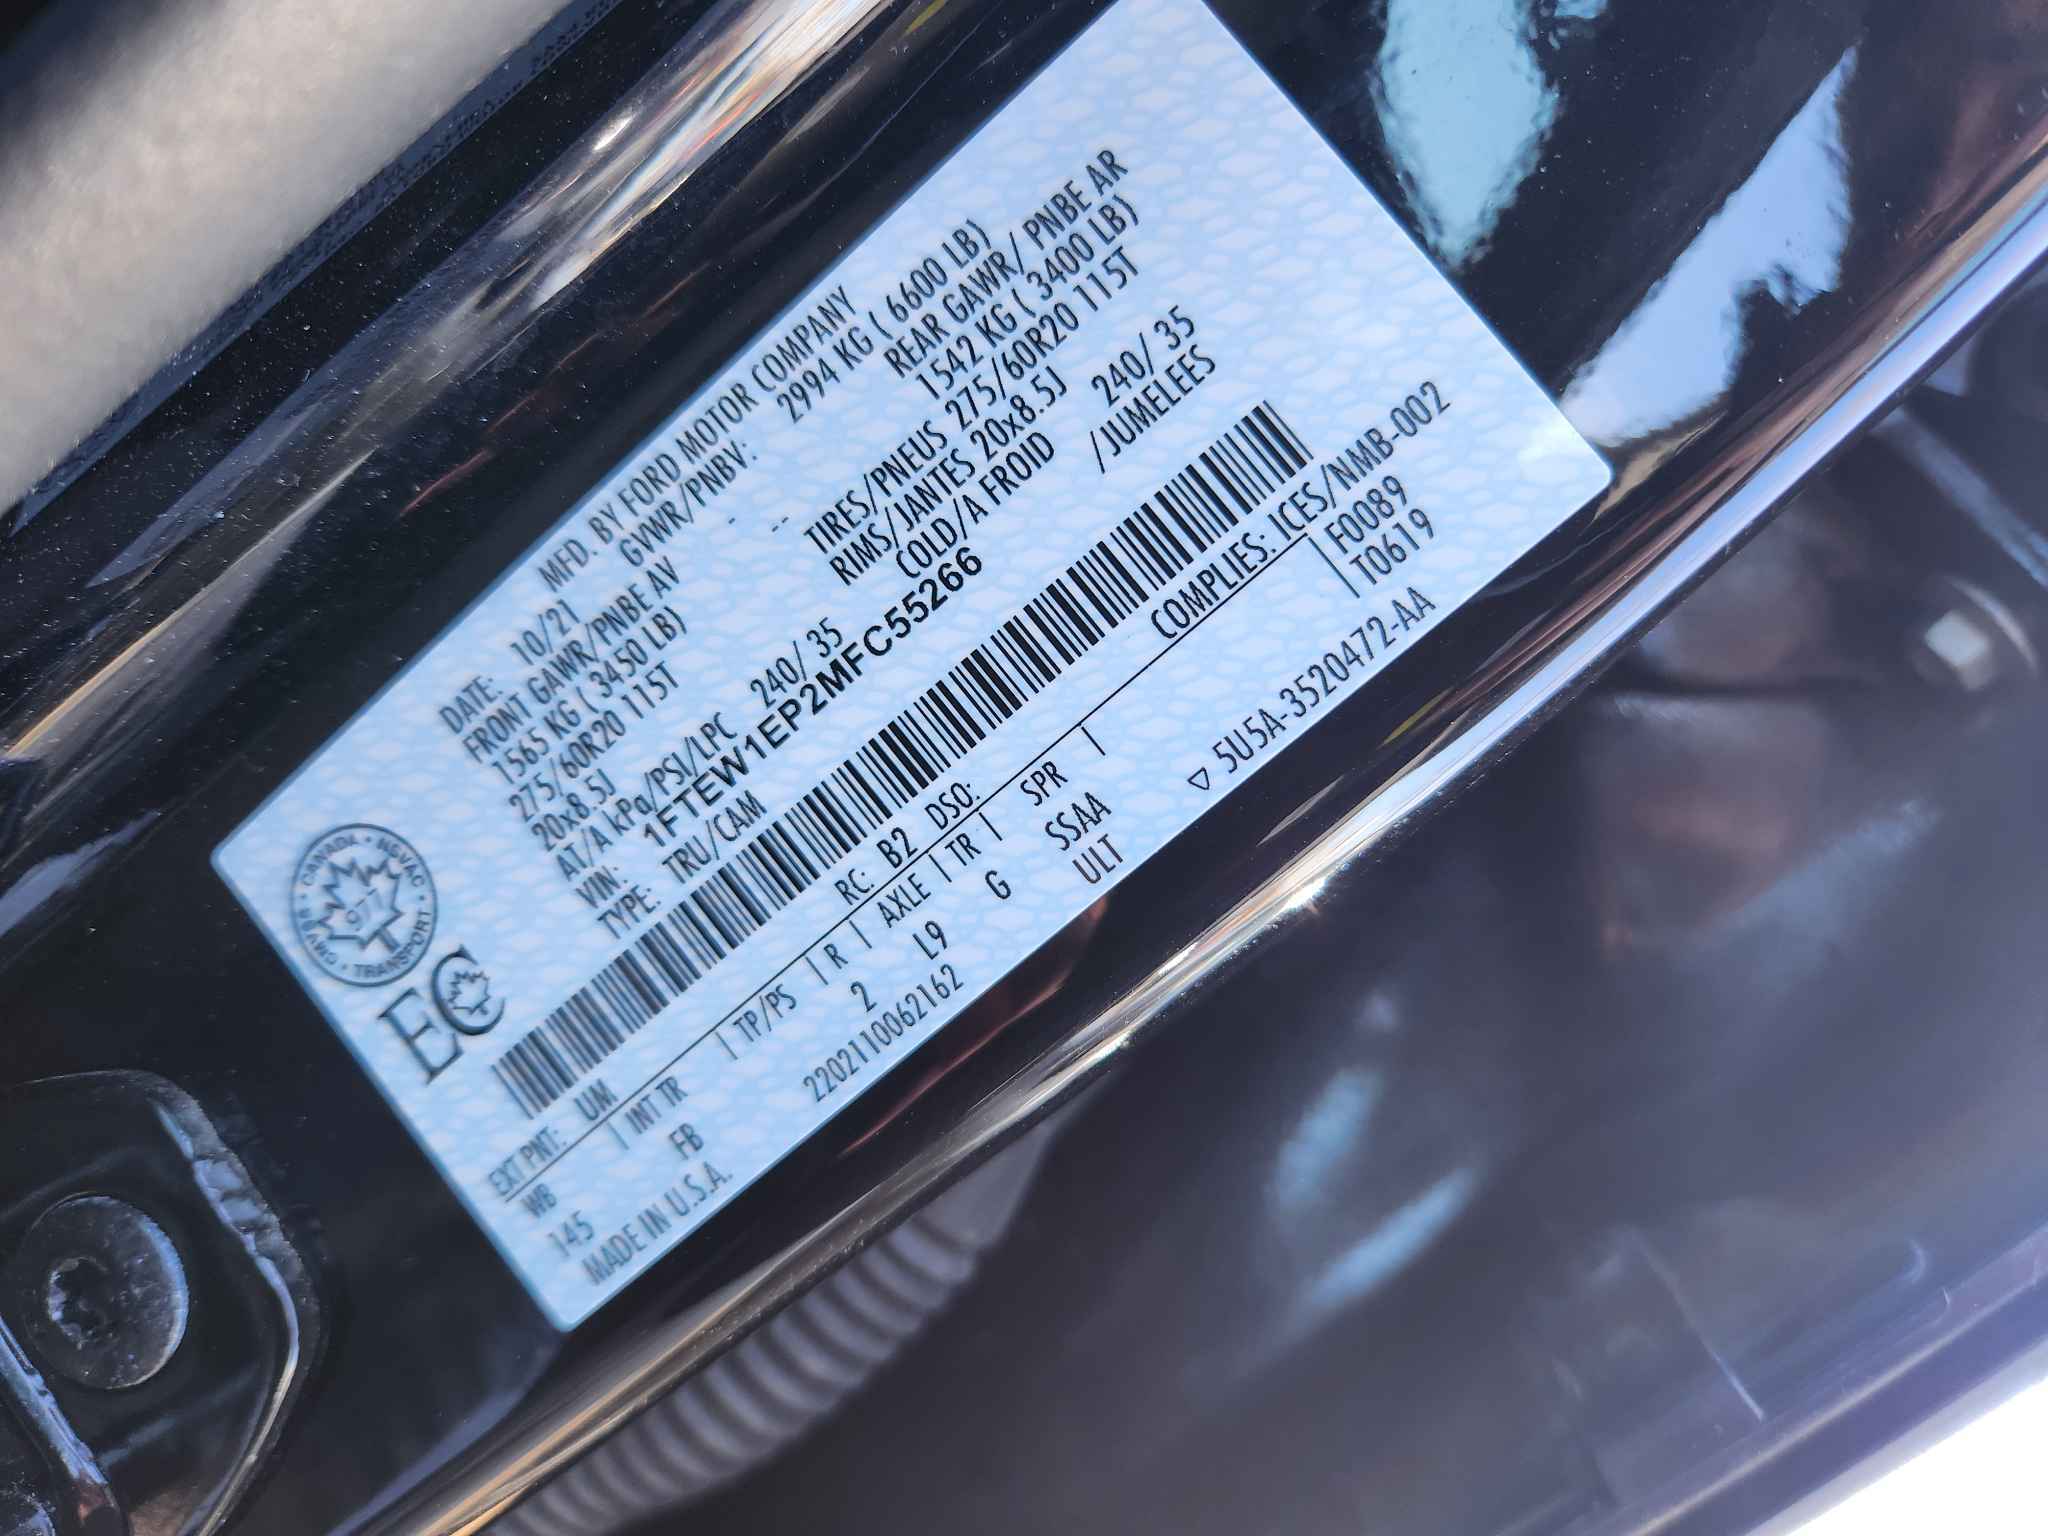 MFD. BY FORD MOTOR COMPANY
DATE: 10/21 GVWR/PNBV: 2994 KG ( 6600 LB)
FRONT GAWR/PNBE AV - REAR GAWR/ PNBE AR
1565 KG ( 3450 LB) -- 1542 KG ( 3400 LB)
275/60R20 115T TIRES/PNEUS 275/60R20 115T
20x8.5J RIMS/JANTES 20x8.5J
AT/A kPa/PSI/LPC 240/ 35 COLD/A FROID 240/ 35
VIN: 1FTEW1EP2MFC55266 /JUMELEES
TYPE: TRU/CAM
CANADA • NSVAC • TRANSPORT • NSVAC
977
EC
COMPLIES: ICES/NMB-002
EXT PNT: UM RC: B2 DSO: F0089
WB | INT TR | TP/PS | R | AXLE | TR | SPR | T0619
145 FB 2 L9 G SSAA
MADE IN U.S.A. ULT
2202110062162
▽ 5U5A-3520472-AA